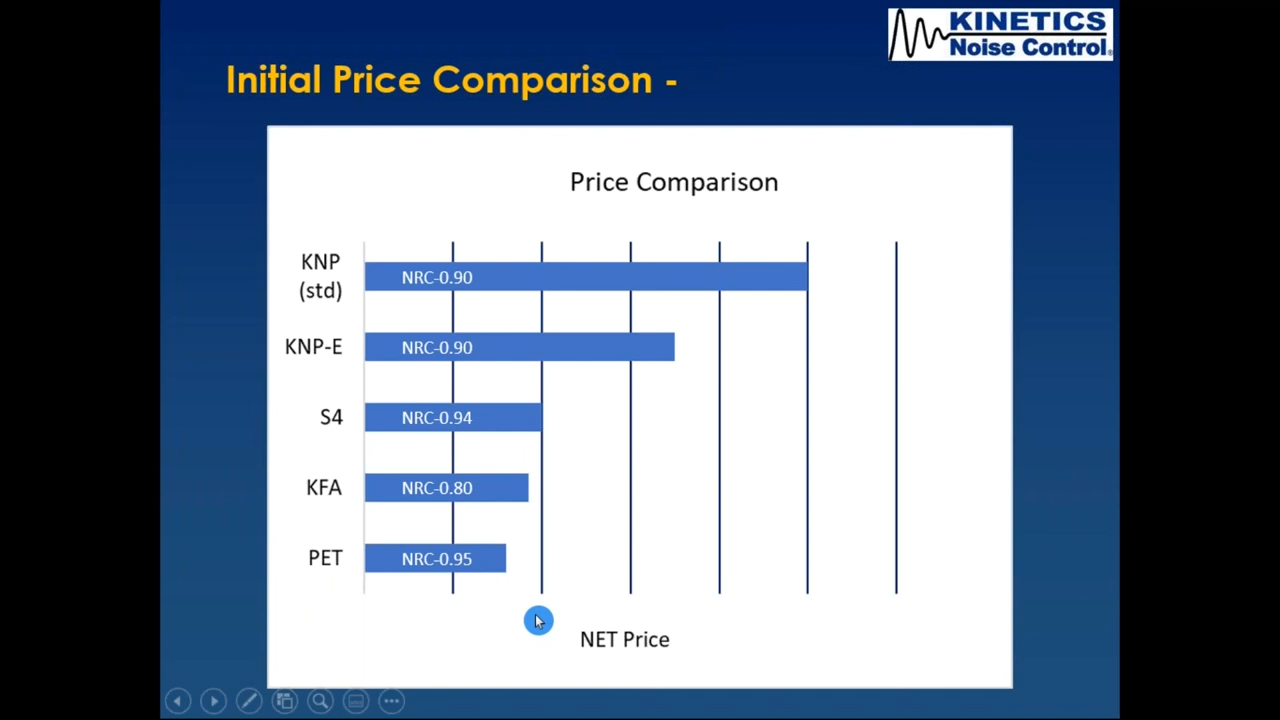 KINETICS
Noise Control®
Initial Price Comparison -
Price Comparison
KNP
(std)
NRC-0.90
KNP-E
NRC-0.90
S4
NRC-0.94
KFA
NRC-0.80
PET
NRC-0.95
NET Price